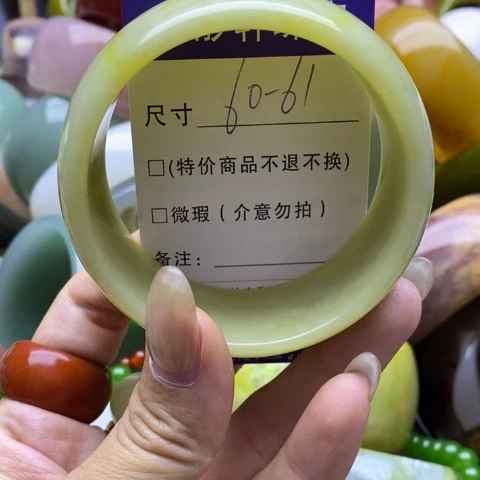 尺寸 60-61
□(特价商品不退不换)
□微瑕（介意勿拍）
备注：